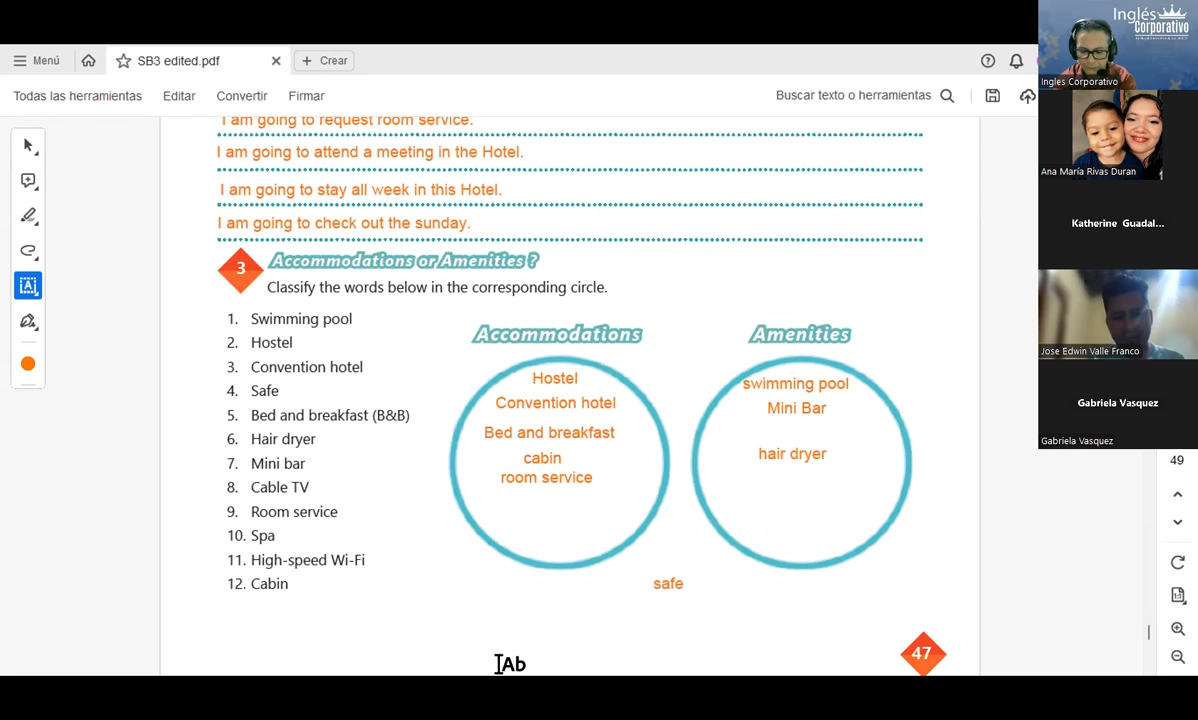 Menú
SB3 edited.pdf
Crear
Todas las herramientas
Editar
Convertir
Firmar
Buscar texto o herramientas
I am going to request room service.
I am going to attend a meeting in the Hotel.
I am going to stay all week in this Hotel.
I am going to check out the sunday.
3
Accommodations or Amenities ?
Classify the words below in the corresponding circle.
1. Swimming pool
2. Hostel
3. Convention hotel
4. Safe
5. Bed and breakfast (B&B)
6. Hair dryer
7. Mini bar
8. Cable TV
9. Room service
10. Spa
11. High-speed Wi-Fi
12. Cabin
Accommodations
Hostel
Convention hotel
Bed and breakfast
cabin
room service
Amenities
swimming pool
Mini Bar
hair dryer
safe
Ab
47
Inglés
Corporativo
Ingles Corporativo
Ana María Rivas Duran
Katherine Guadal...
Jose Edwin Valle Franco
Gabriela Vasquez
Gabriela Vasquez
49